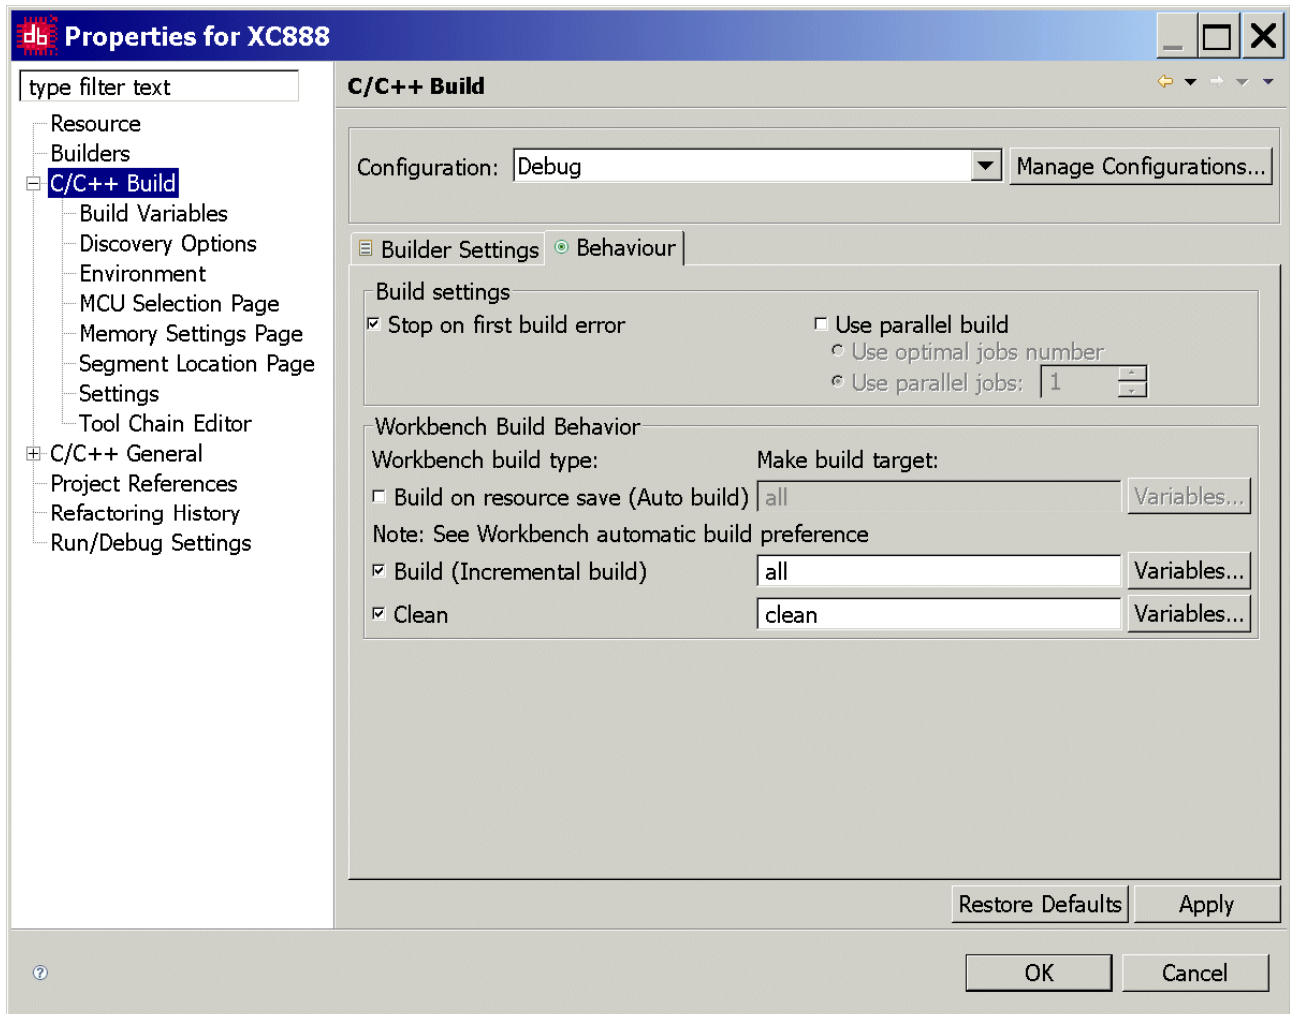 db Properties for XC888
type filter text
Resource
Builders
C/C++ Build
Build Variables
Discovery Options
Environment
MCU Selection Page
Memory Settings Page
Segment Location Page
Settings
Tool Chain Editor
C/C++ General
Project References
Refactoring History
Run/Debug Settings
C/C++ Build
Configuration: Debug Manage Configurations...
Builder Settings Behaviour
Build settings
Stop on first build error Use parallel build
Use optimal jobs number
Use parallel jobs: 1
Workbench Build Behavior
Workbench build type: Make build target:
Build on resource save (Auto build) all Variables...
Note: See Workbench automatic build preference
Build (Incremental build) all Variables...
Clean clean Variables...
Restore Defaults Apply
? OK Cancel